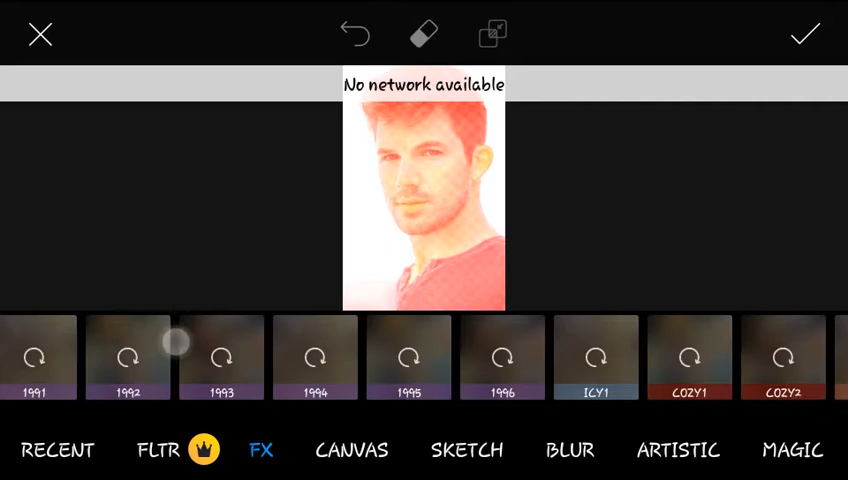 No network available
1991 1992 1993 1994 1995 1996 ICY1 COZY1 COZY2
RECENT FLTR FX CANVAS SKETCH BLUR ARTISTIC MAGIC